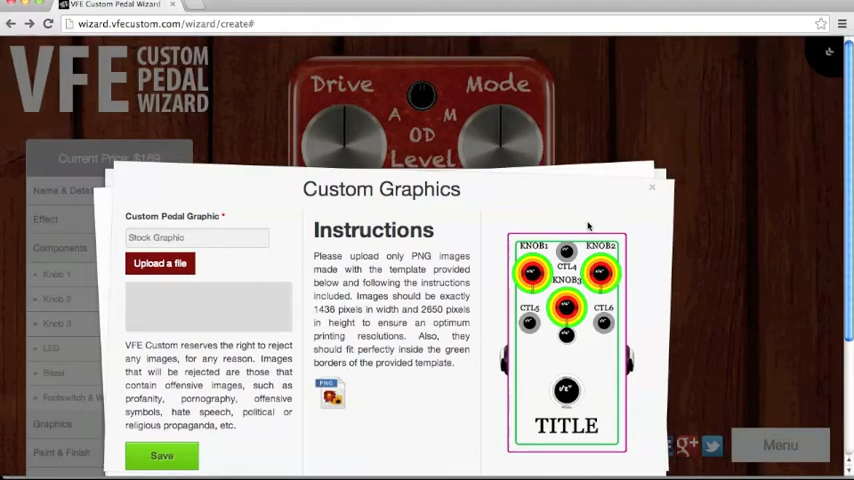 VFE Custom Pedal Wizard
wizard.vfecustom.com/wizard/create#
VFE CUSTOM PEDAL WIZARD
Drive
Mode
A
M
OD
Level
Current Price: $169
Name & Details
Effect
Components
Knob 1
Knob 2
Knob 3
LED
Bezel
Footswitch & W
Graphics
Paint & Finish
Custom Graphics
×
Custom Pedal Graphic *
Stock Graphic
Upload a file
VFE Custom reserves the right to reject
any images, for any reason. Images
that will be rejected are those that
contain offensive images, such as
profanity, pornography, offensive
symbols, hate speech, political or
religious propaganda, etc.
Save
Instructions
Please upload only PNG images
made with the template provided
below and following the instructions
included. Images should be exactly
1436 pixels in width and 2650 pixels
in height to ensure an optimum
printing resolutions. Also, they
should fit perfectly inside the green
borders of the provided template.
PNG
KNOB1
KNOB2
CTL4
KNOB3
CTL5
CTL6
TITLE
Menu